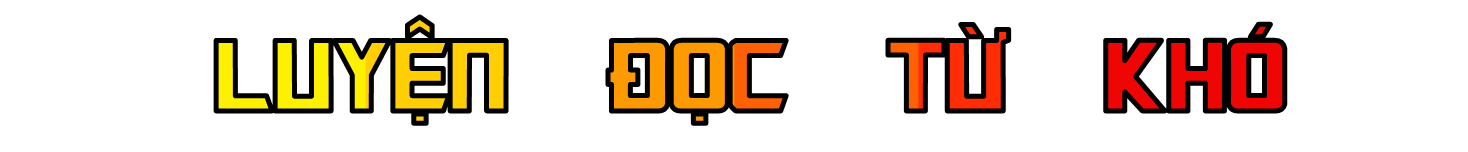 LUYỆN ĐỌC TỪ KHÓ